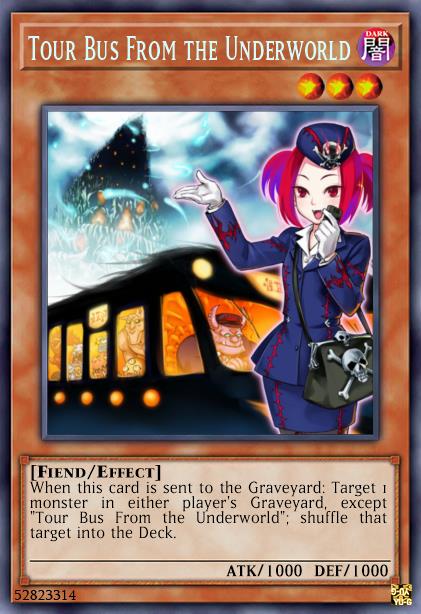 Tour Bus From the Underworld
DARK
闇
[Fiend/Effect]
When this card is sent to the Graveyard: Target 1
monster in either player's Graveyard, except
"Tour Bus From the Underworld"; shuffle that
target into the Deck.
ATK/1000 DEF/1000
52823314